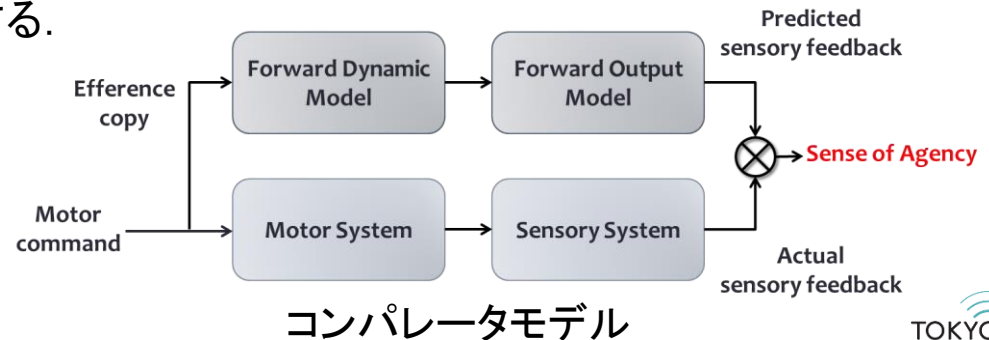 する.
Predicted
sensory feedback
Efference
copy
Forward Dynamic
Model
Forward Output
Model
Sense of Agency
Motor
command
Motor System
Sensory System
Actual
sensory feedback
コンパレータモデル
TOKYO